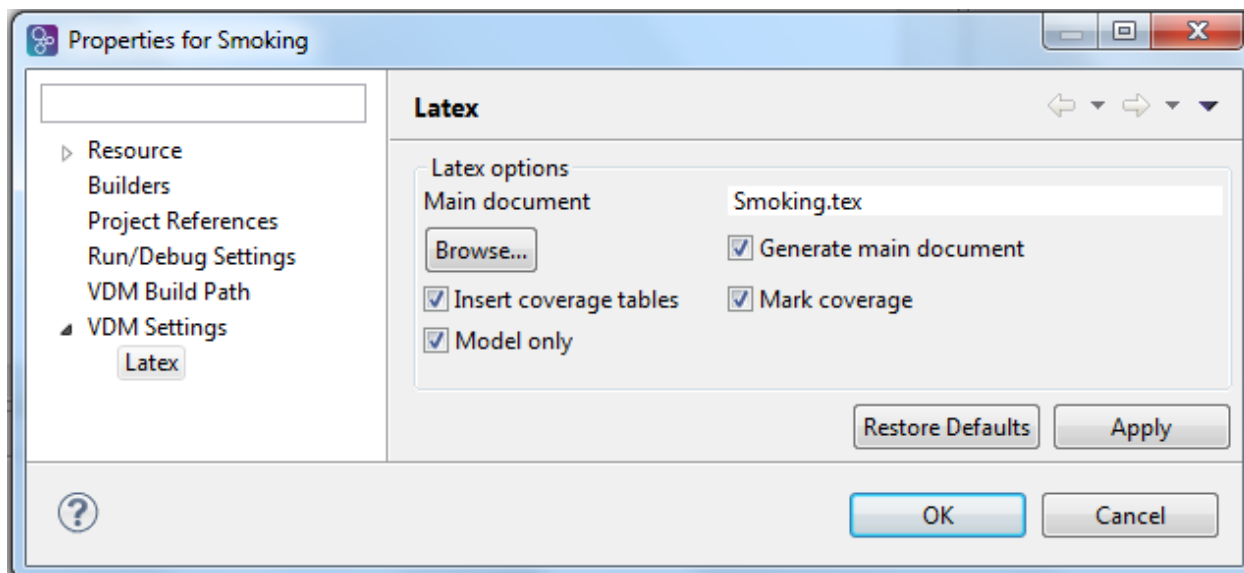 Properties for Smoking
Resource
Builders
Project References
Run/Debug Settings
VDM Build Path
VDM Settings
Latex
Latex
Latex options
Main document Smoking.tex
Browse... Generate main document
Insert coverage tables Mark coverage
Model only
Restore Defaults Apply
? OK Cancel